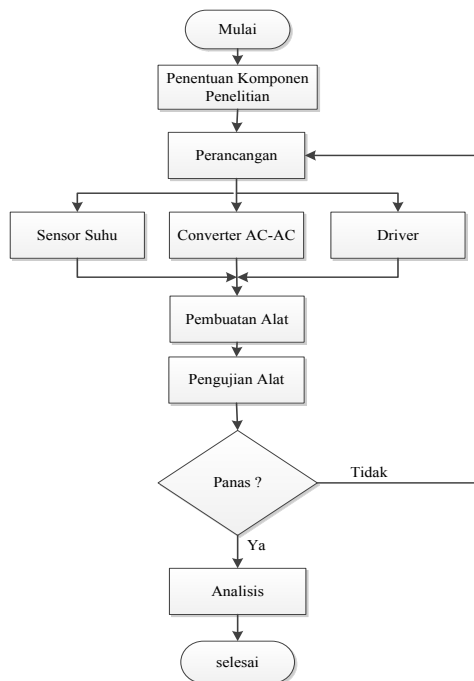 Mulai
Penentuan Komponen
Penelitian
Perancangan
Sensor Suhu
Converter AC-AC
Driver
Pembuatan Alat
Pengujian Alat
Panas ?
Tidak
Ya
Analisis
selesai